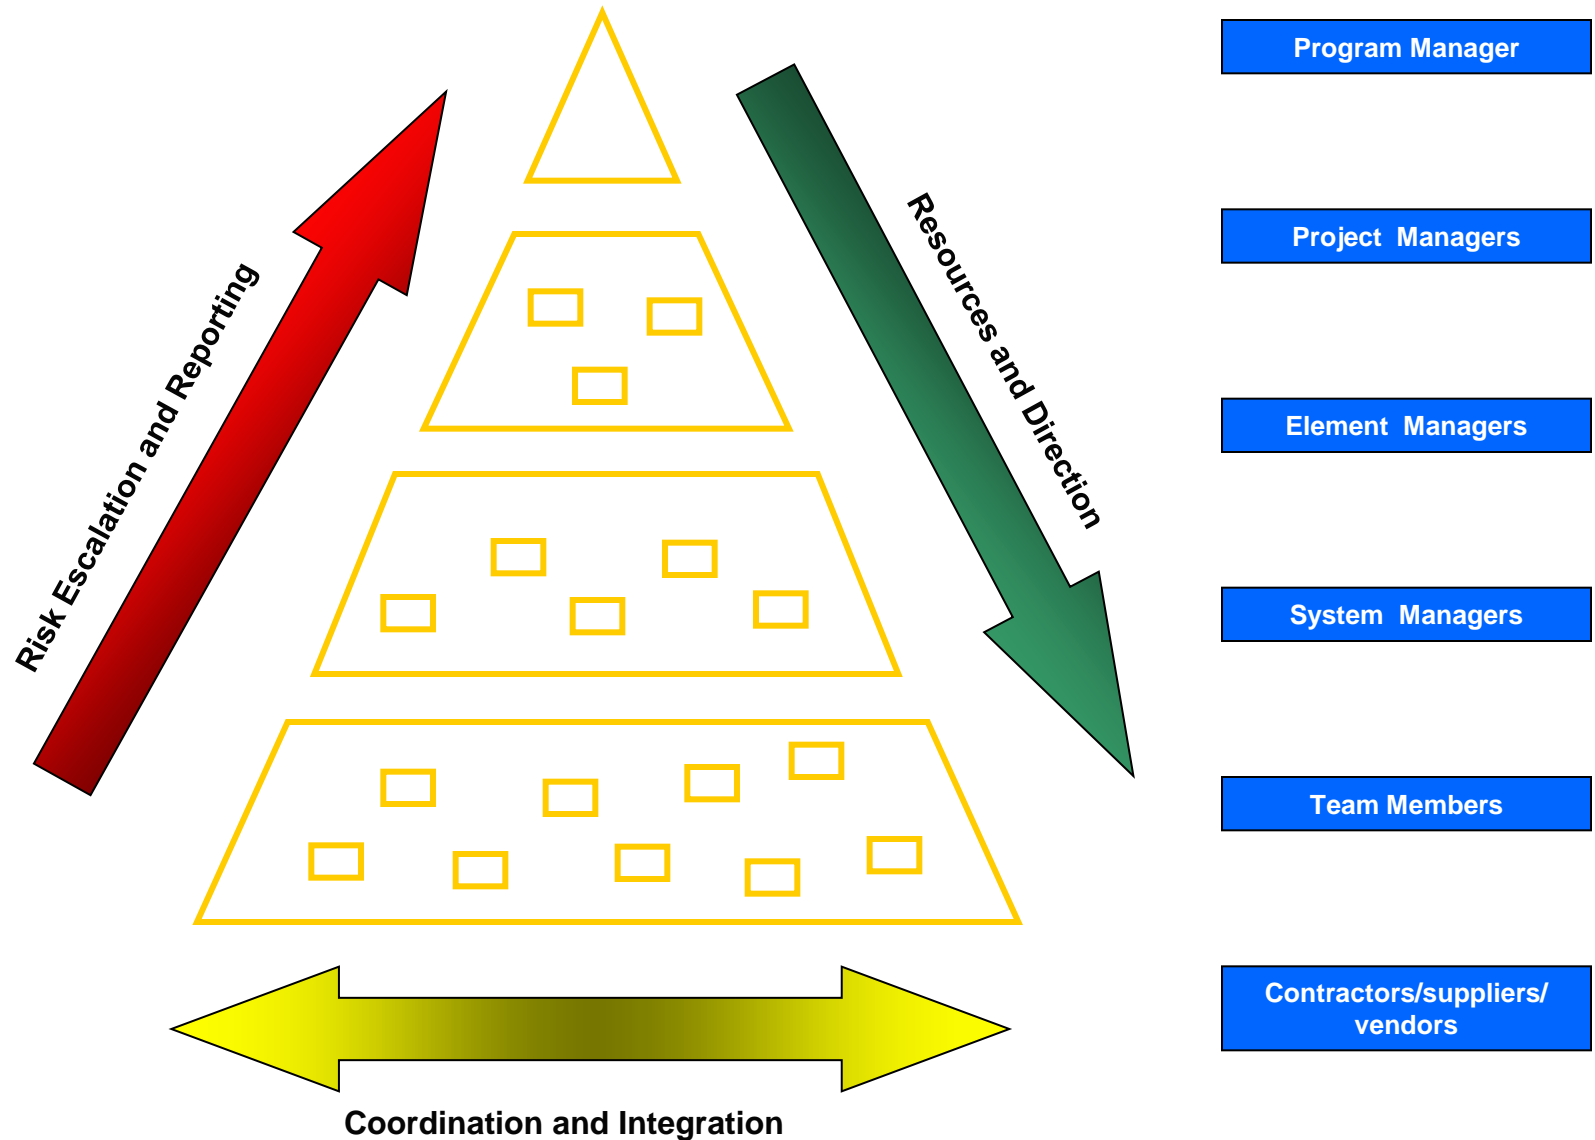 Program Manager
Project Managers
Element Managers
System Managers
Team Members
Contractors/suppliers/
vendors
Risk Escalation and Reporting
Resources and Direction
Coordination and Integration